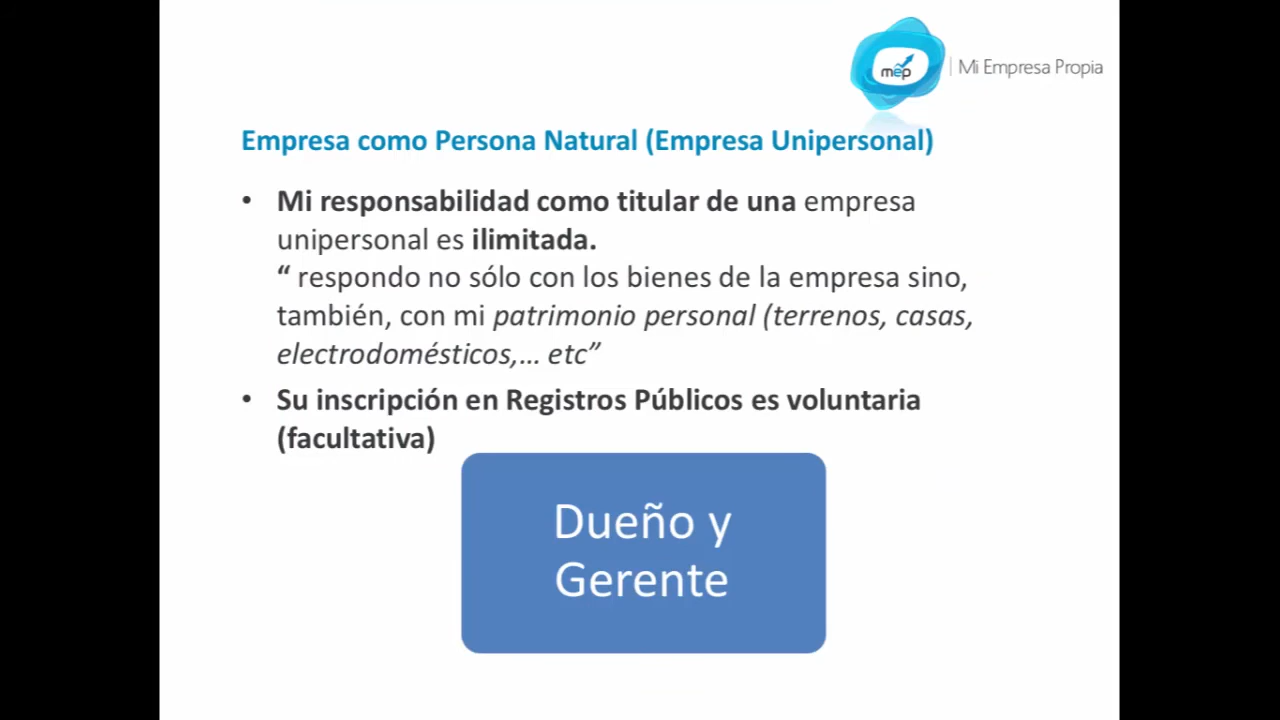 mep | Mi Empresa Propia
Empresa como Persona Natural (Empresa Unipersonal)
• Mi responsabilidad como titular de una empresa
unipersonal es ilimitada.
“ respondo no sólo con los bienes de la empresa sino,
también, con mi patrimonio personal (terrenos, casas,
electrodomésticos,... etc”
• Su inscripción en Registros Públicos es voluntaria
(facultativa)
Dueño y
Gerente